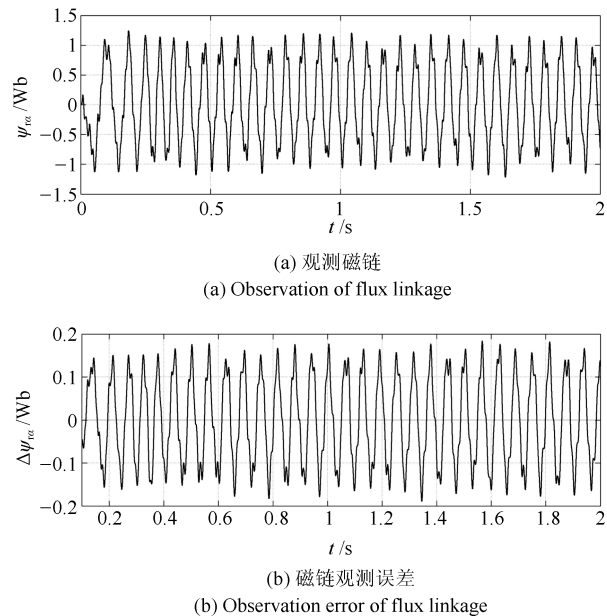 1.5
1
0.5
0
−0.5
−1
−1.5
ψrα /Wb
0 0.5 1 1.5 2
t /s
(a) 观测磁链
(a) Observation of flux linkage
0.2
0.1
0
−0.1
−0.2
Δψrα /Wb
0.2 0.4 0.6 0.8 1 1.2 1.4 1.6 1.8 2
t /s
(b) 磁链观测误差
(b) Observation error of flux linkage